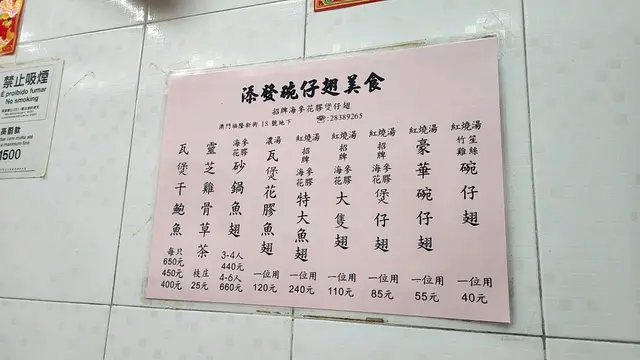 禁止吸煙
É proibido fumar
No smoking
1500
添發碗仔翅美食
招牌海參花膠煲仔翅
澳門福隆新街18號地下
☎:28389265
紅燒湯 竹笙雞絲碗仔翅 一位用 40元
紅燒湯 豪華碗仔翅 一位用 55元
紅燒湯 招牌海參花膠煲仔翅 一位用 85元
紅燒湯 招牌海參花膠大隻翅 一位用 110元
紅燒湯 招牌海參花膠特大魚翅 一位用 240元
濃湯 瓦煲花膠魚翅 一位用 120元
海參花膠砂鍋魚翅 3-4人 440元 4-6人 660元
靈芝雞骨草茶 枝庄 25元
瓦煲干鮑魚 每只 650元 450元 400元